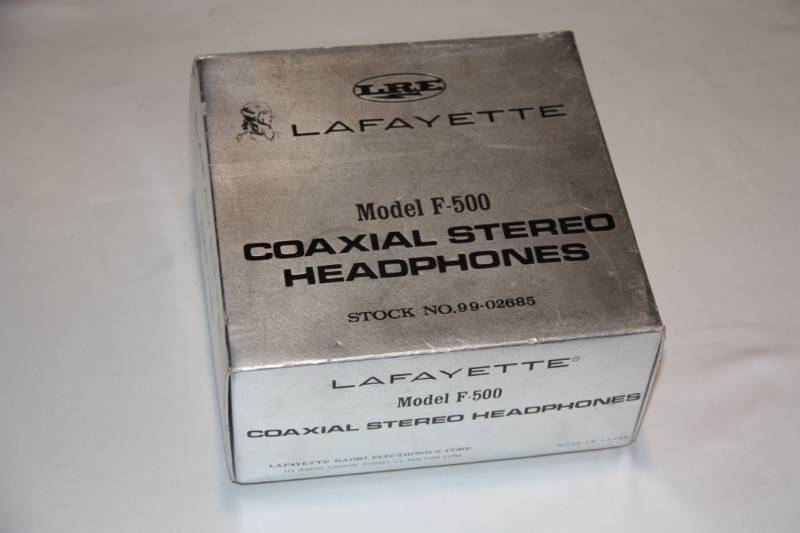 LRE
LAFAYETTE
Model F-500
COAXIAL STEREO
HEADPHONES
STOCK NO.99-02685
LAFAYETTE®
Model F-500
COAXIAL STEREO HEADPHONES
LAFAYETTE RADIO ELECTRONICS CORP
MADE IN JAPAN